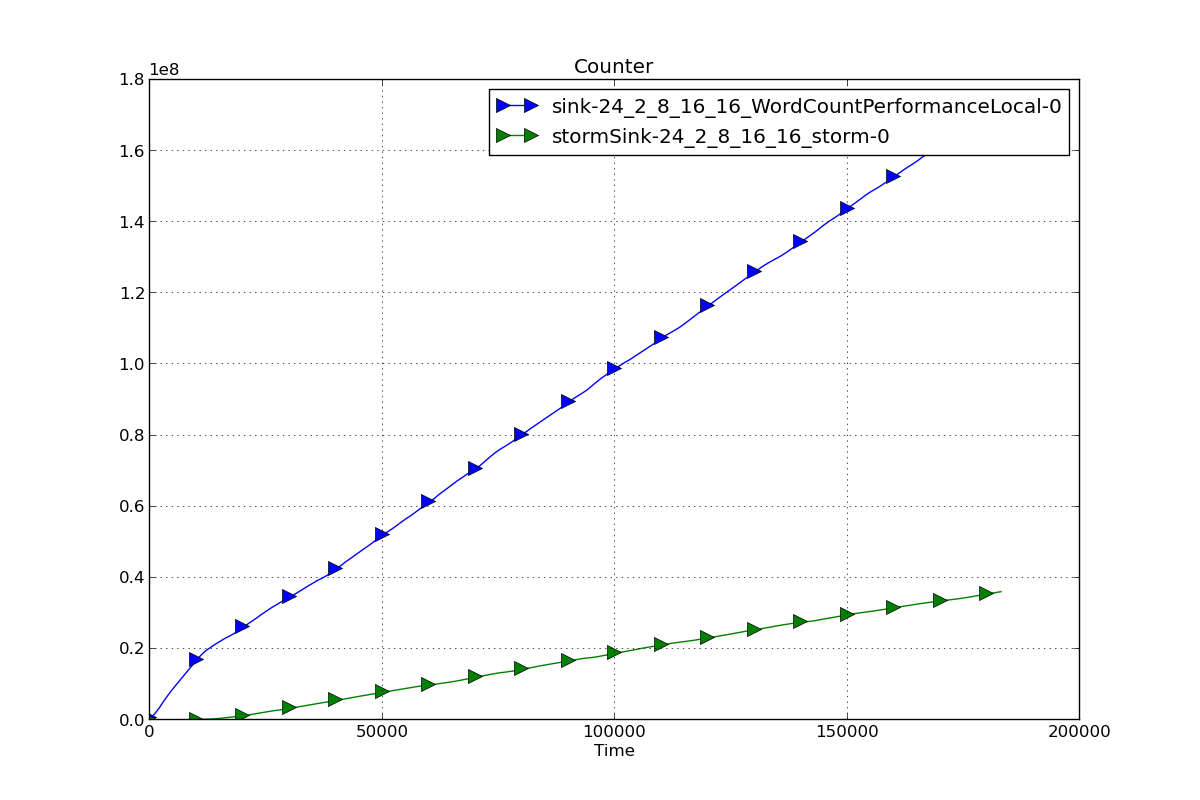 Counter
1e8
sink-24_2_8_16_16_WordCountPerformanceLocal-0
stormSink-24_2_8_16_16_storm-0
1.8
1.6
1.4
1.2
1.0
0.8
0.6
0.4
0.2
0.0
0 50000 100000 150000 200000
Time